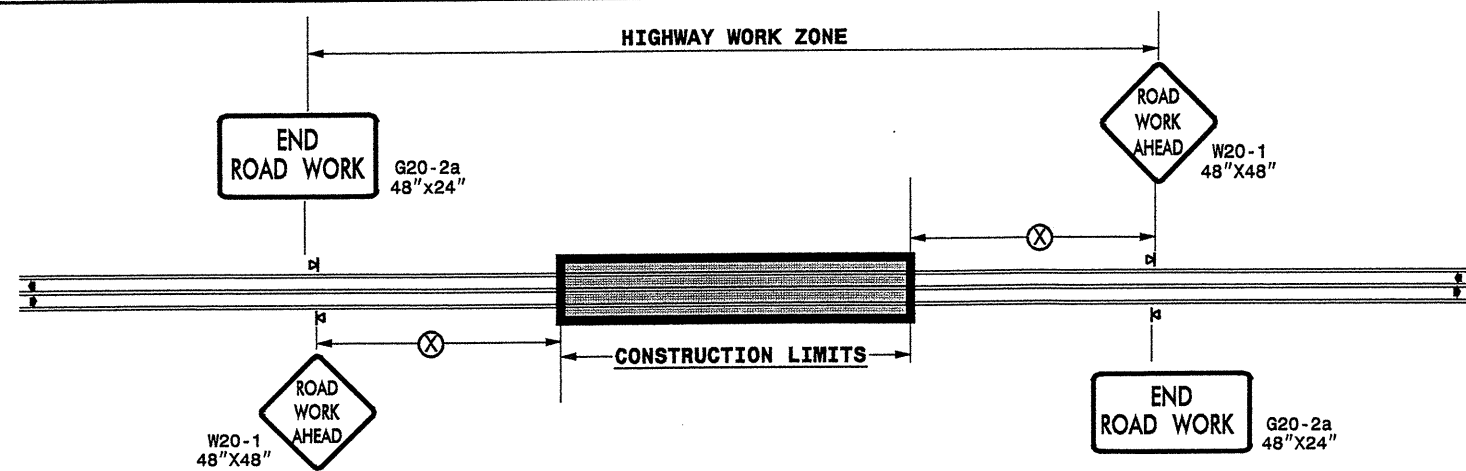 HIGHWAY WORK ZONE
END
ROAD WORK
G20-2a
48"x24"
ROAD
WORK
AHEAD
W20-1
48"X48"
X
X
CONSTRUCTION LIMITS
ROAD
WORK
AHEAD
W20-1
48"X48"
END
ROAD WORK
G20-2a
48"X24"